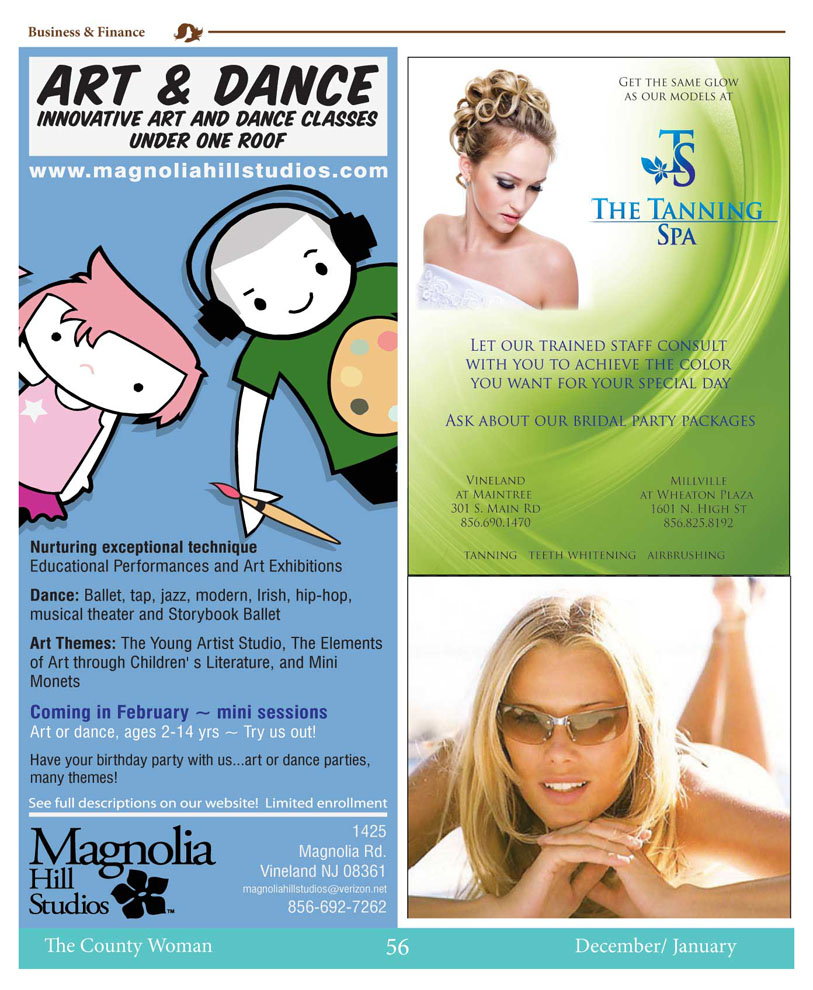 Business & Finance
ART & DANCE
INNOVATIVE ART AND DANCE CLASSES
UNDER ONE ROOF
www.magnoliahillstudios.com
Nurturing exceptional technique
Educational Performances and Art Exhibitions
Dance: Ballet, tap, jazz, modern, Irish, hip-hop,
musical theater and Storybook Ballet
Art Themes: The Young Artist Studio, The Elements
of Art through Children' s Literature, and Mini
Monets
Coming in February ~ mini sessions
Art or dance, ages 2-14 yrs ~ Try us out!
Have your birthday party with us...art or dance parties,
many themes!
See full descriptions on our website! Limited enrollment
Magnolia
Hill
Studios
TM
1425
Magnolia Rd.
Vineland NJ 08361
magnoliahillstudios@verizon.net
856-692-7262
Get the same glow
as our models at
TS
The Tanning
Spa
Let our trained staff consult
with you to achieve the color
you want for your special day
Ask about our bridal party packages
Vineland
at Maintree
301 S. Main Rd
856.690.1470
Millville
at Wheaton Plaza
1601 N. High St
856.825.8192
tanning teeth whitening airbrushing
The County Woman
56
December/ January